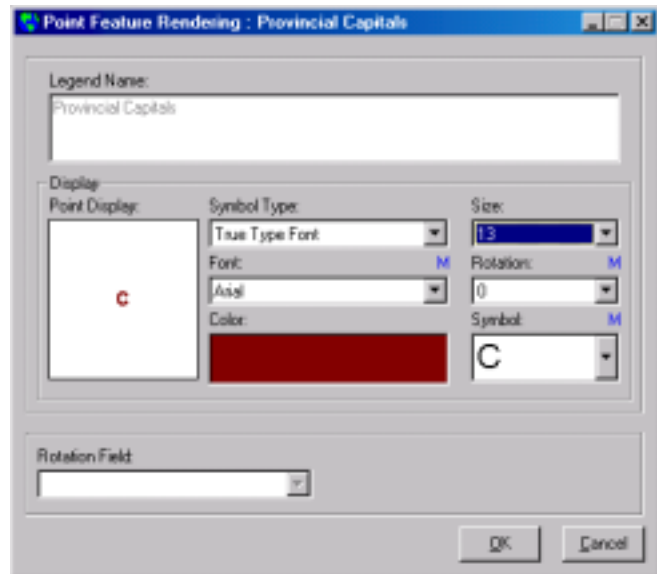 Point Feature Rendering : Provincial Capitals
Legend Name:
Provincial Capitals
Display
Point Display:
Symbol Type:
Size:
True Type Font
13
Font:
M
Rotation:
M
C
Arial
0
Color:
Symbol:
M
C
Rotation Field:
OK
Cancel